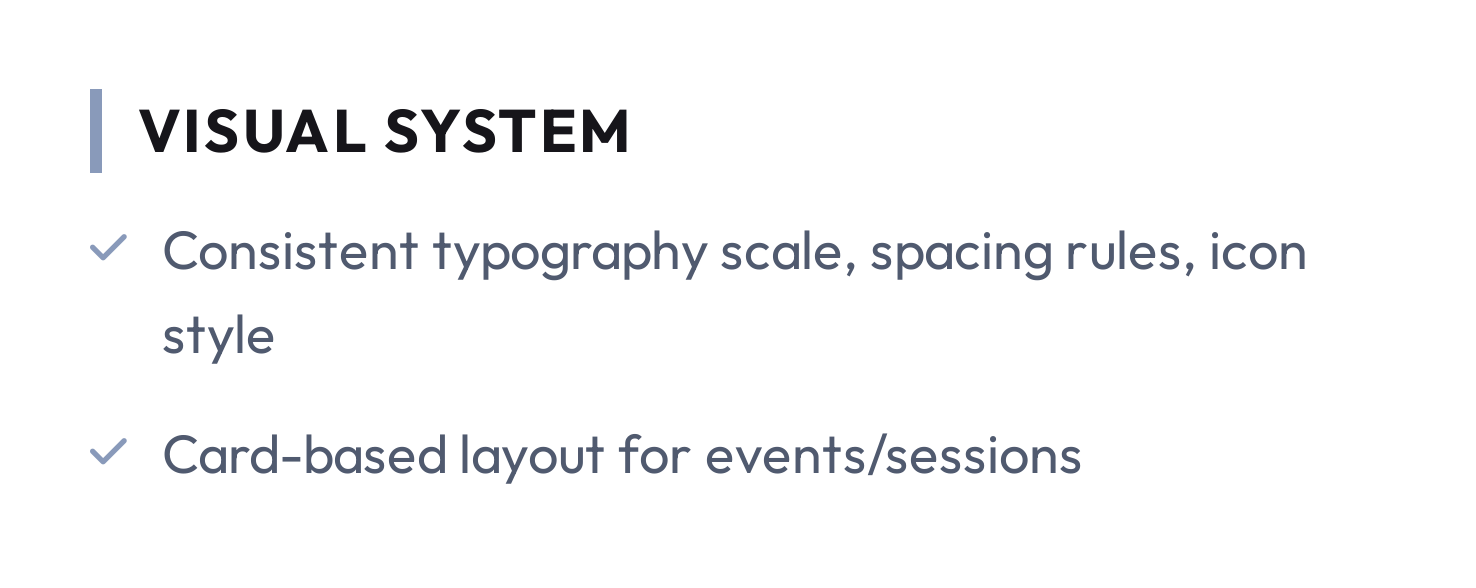 VISUAL SYSTEM
Consistent typography scale, spacing rules, icon
style
Card-based layout for events/sessions